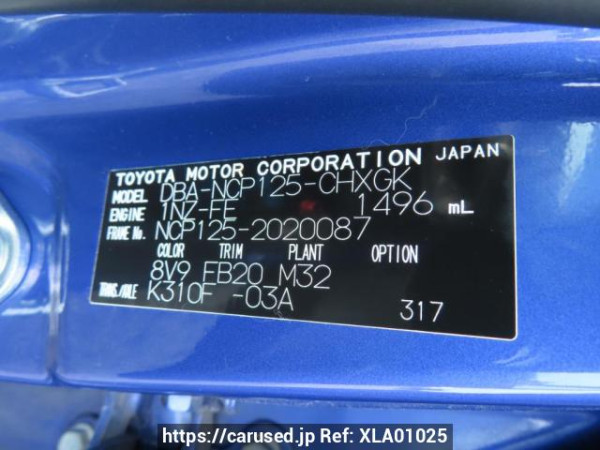 TOYOTA MOTOR CORPORATION JAPAN
MODEL DBA-NCP125-CHXGK
ENGINE 1NZ-FE 1496 mL
FRAME No. NCP125-2020087
COLOR TRIM PLANT OPTION
8V9 FB20 M32
TRANS./AXLE K310F -03A
317
https://carused.jp Ref: XLA01025